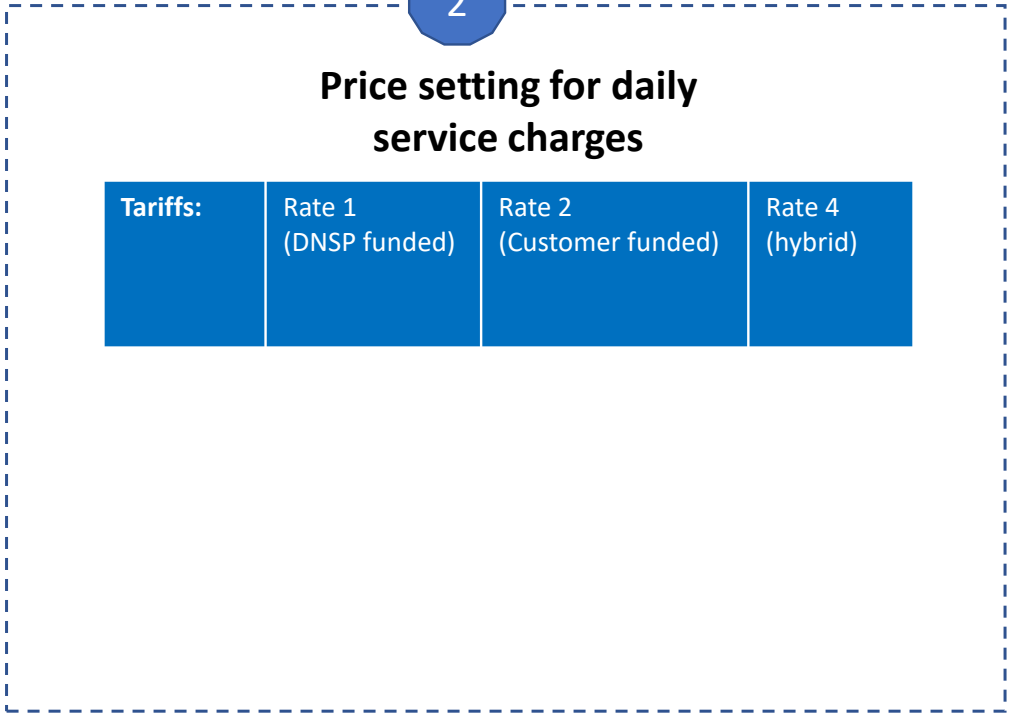 2
Price setting for daily
service charges
Tariffs:
Rate 1
(DNSP funded)
Rate 2
(Customer funded)
Rate 4
(hybrid)